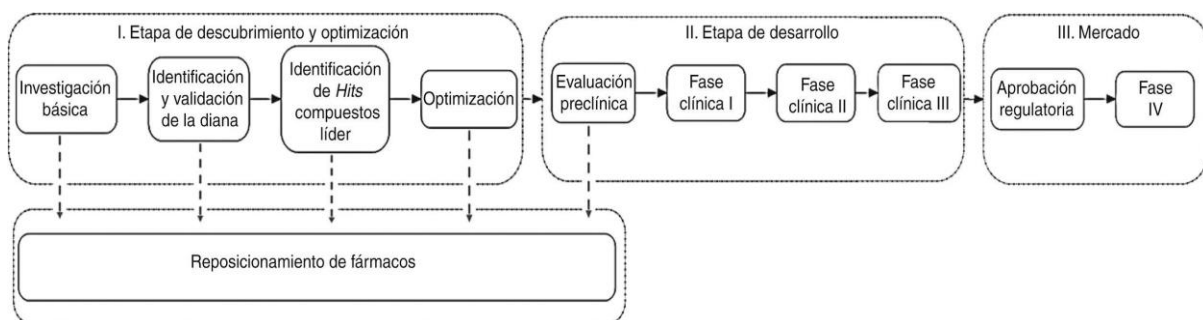 I. Etapa de descubrimiento y optimización
Investigación
básica
Identificación
y validación
de la diana
Identificación
de Hits
compuestos
líder
Optimización
II. Etapa de desarrollo
Evaluación
preclínica
Fase
clínica I
Fase
clínica II
Fase
clínica III
III. Mercado
Aprobación
regulatoria
Fase
IV
Reposicionamiento de fármacos